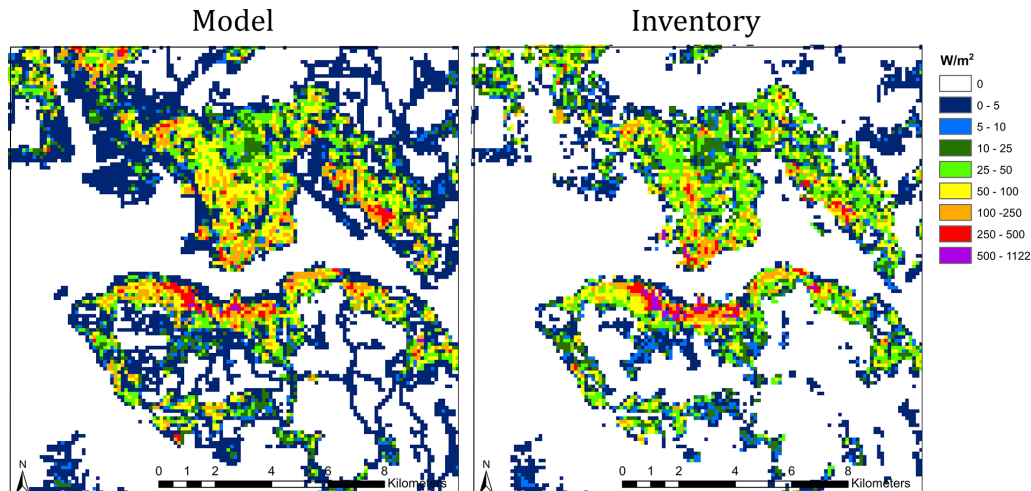 Model Inventory
W/m²
0
0 - 5
5 - 10
10 - 25
25 - 50
50 - 100
100 -250
250 - 500
500 - 1122
N
0 1 2 4 6 8
Kilometers
N
0 1 2 4 6 8
Kilometers